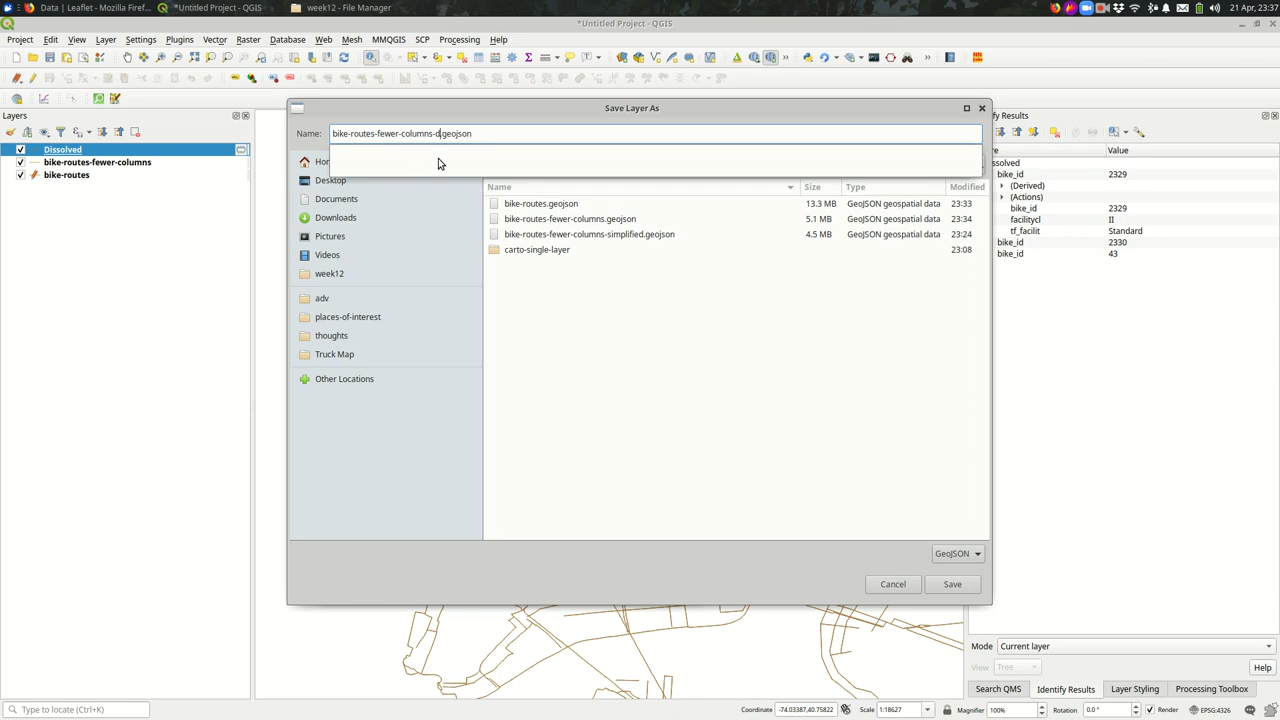 Data | Leaflet - Mozilla Firef...
*Untitled Project - QGIS
week12 - File Manager
21 Apr, 23:37
*Untitled Project - QGIS
Project Edit View Layer Settings Plugins Vector Raster Database Web Mesh MMQGIS SCP Processing Help
Layers
Dissolved
bike-routes-fewer-columns
bike-routes
Save Layer As
Name: bike-routes-fewer-columns-d.geojson
Desktop
Documents
Downloads
Pictures
Videos
week12
adv
places-of-interest
thoughts
Truck Map
Other Locations
Name Size Type Modified
bike-routes.geojson 13.3 MB GeoJSON geospatial data 23:33
bike-routes-fewer-columns.geojson 5.1 MB GeoJSON geospatial data 23:34
bike-routes-fewer-columns-simplified.geojson 4.5 MB GeoJSON geospatial data 23:24
carto-single-layer 23:08
GeoJSON
Cancel Save
fy Results
Value
ssolved
bike_id 2329
(Derived)
(Actions)
bike_id 2329
facilitycl II
tf_facilit Standard
bike_id 2330
bike_id 43
Mode Current layer
View Tree Help
Search QMS Identify Results Layer Styling Processing Toolbox
Type to locate (Ctrl+K)
Coordinate -74.03387,40.75822 Scale 1:18627 Magnifier 100% Rotation 0.0° Render EPSG:4326